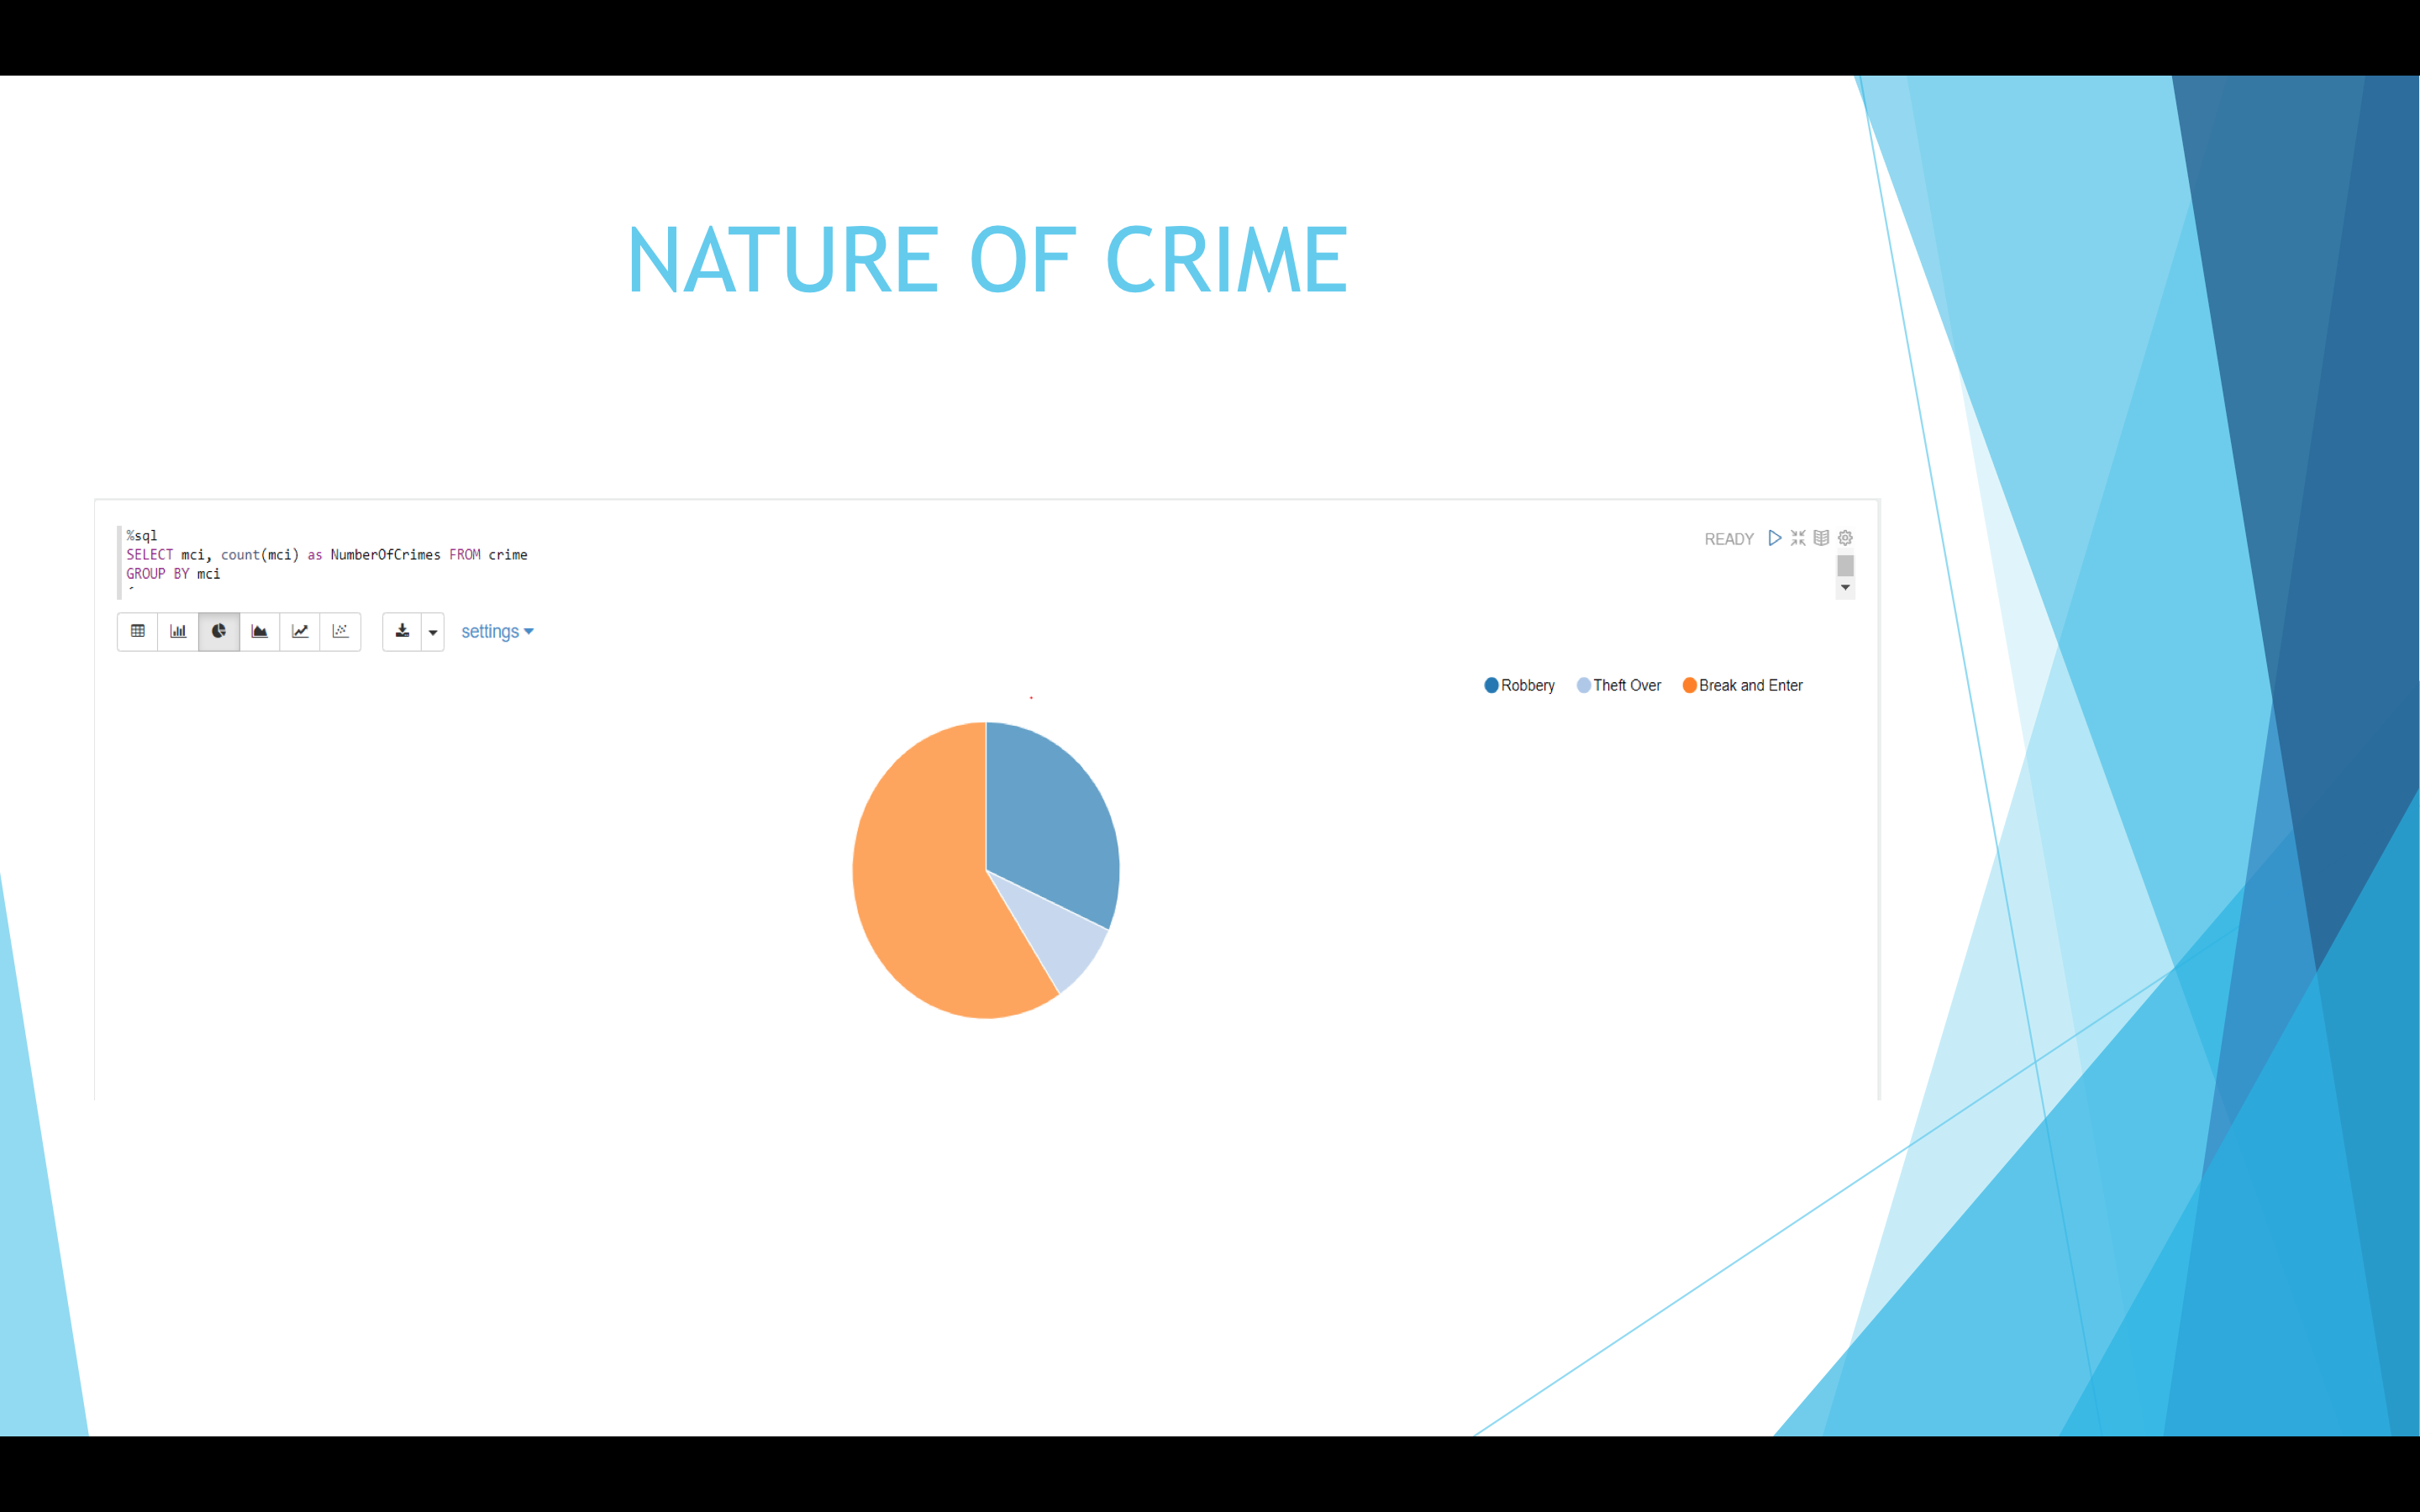 NATURE OF CRIME
%sql
SELECT mci, count(mci) as NumberOfCrimes FROM crime
GROUP BY mci
READY
settings
Robbery Theft Over Break and Enter